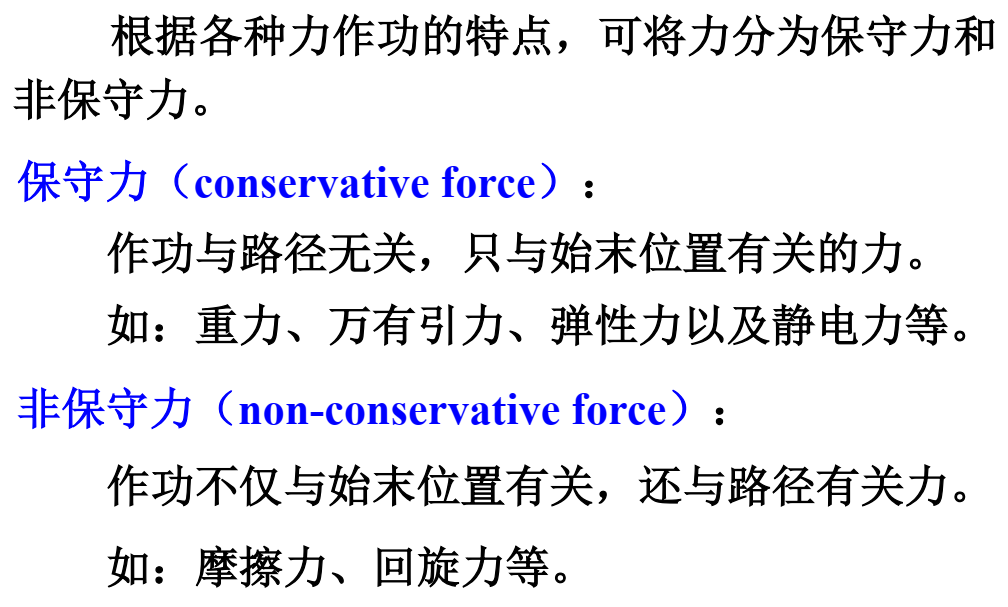 根据各种力作功的特点，可将力分为保守力和
非保守力。
保守力（conservative force）：
作功与路径无关，只与始末位置有关的力。
如：重力、万有引力、弹性力以及静电力等。
非保守力（non-conservative force）：
作功不仅与始末位置有关，还与路径有关力。
如：摩擦力、回旋力等。